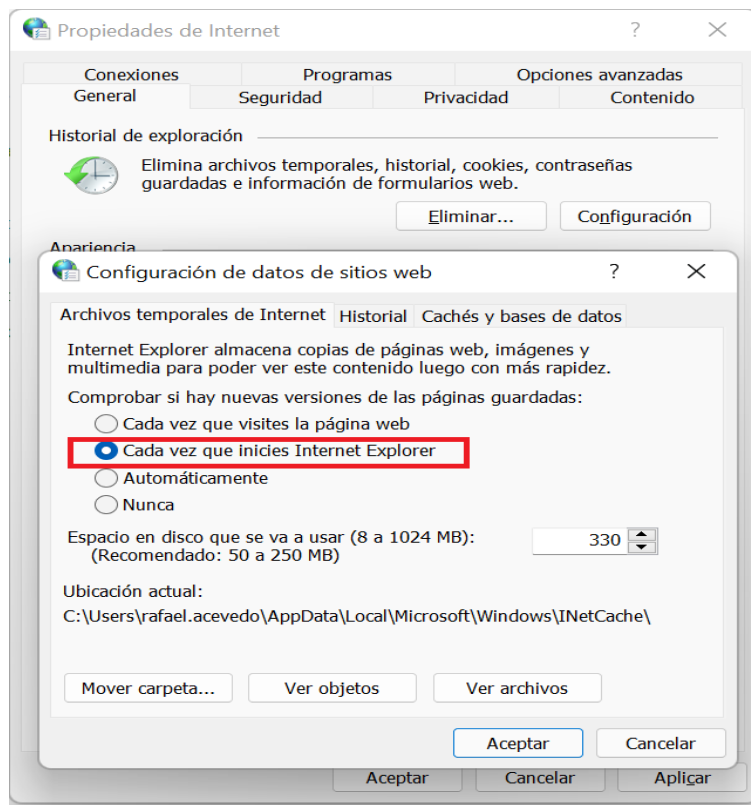 Propiedades de Internet
Conexiones Programas Opciones avanzadas
General Seguridad Privacidad Contenido
Historial de exploración
Elimina archivos temporales, historial, cookies, contraseñas
guardadas e información de formularios web.
Eliminar... Configuración
Apariencia
Configuración de datos de sitios web
Archivos temporales de Internet Historial Cachés y bases de datos
Internet Explorer almacena copias de páginas web, imágenes y
multimedia para poder ver este contenido luego con más rapidez.
Comprobar si hay nuevas versiones de las páginas guardadas:
Cada vez que visites la página web
Cada vez que inicies Internet Explorer
Automáticamente
Nunca
Espacio en disco que se va a usar (8 a 1024 MB): 330
(Recomendado: 50 a 250 MB)
Ubicación actual:
C:\Users\rafael.acevedo\AppData\Local\Microsoft\Windows\INetCache\
Mover carpeta... Ver objetos Ver archivos
Aceptar Cancelar
Aceptar Cancelar Aplicar